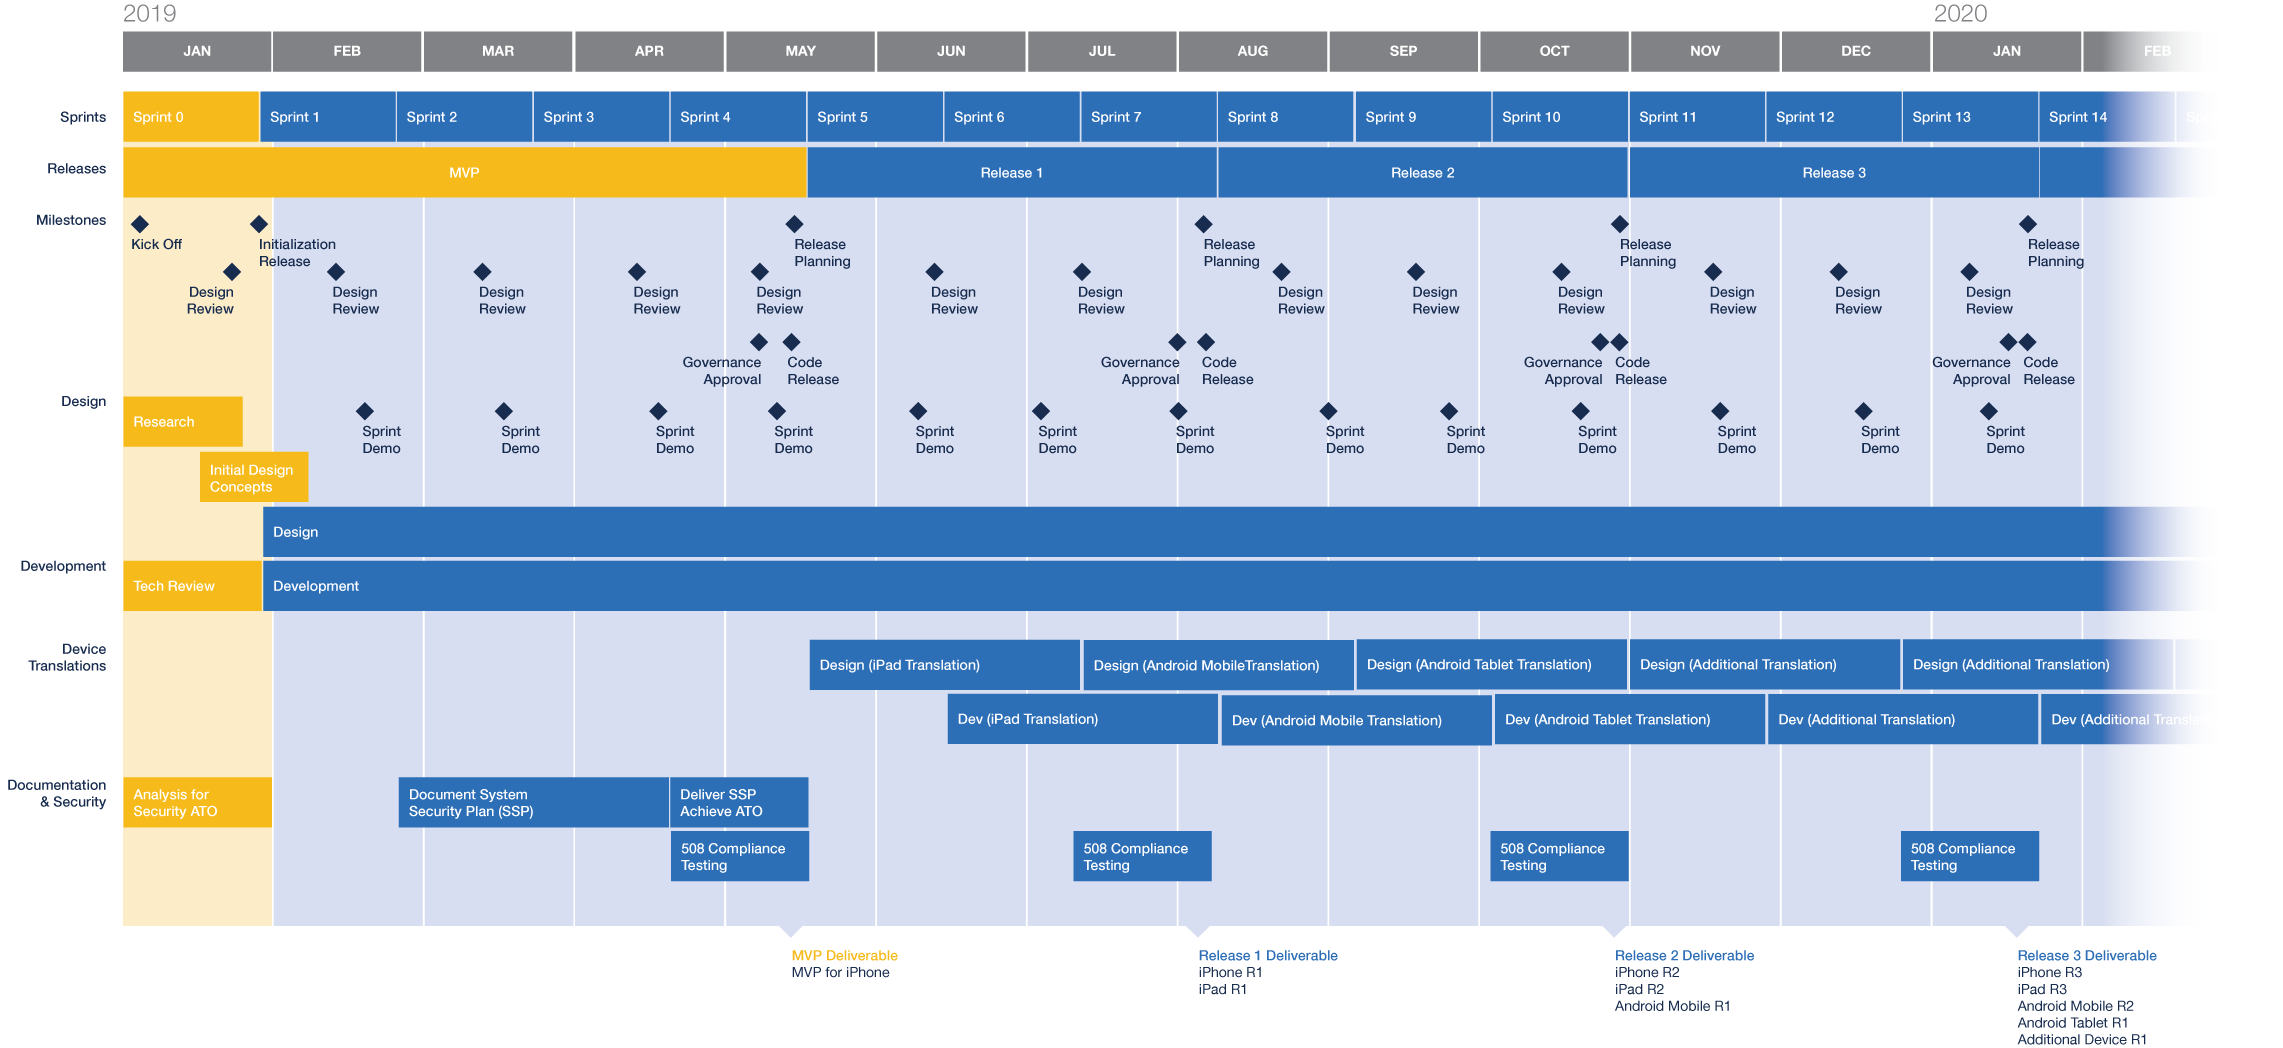 2019
2020
JAN
FEB
MAR
APR
MAY
JUN
JUL
AUG
SEP
OCT
NOV
DEC
JAN
FEB
Sprints
Sprint 0
Sprint 1
Sprint 2
Sprint 3
Sprint 4
Sprint 5
Sprint 6
Sprint 7
Sprint 8
Sprint 9
Sprint 10
Sprint 11
Sprint 12
Sprint 13
Sprint 14
Releases
MVP
Release 1
Release 2
Release 3
Milestones
Kick Off
Initialization
Release
Release
Planning
Release
Planning
Release
Planning
Release
Planning
Design
Review
Design
Review
Design
Review
Design
Review
Design
Review
Design
Review
Design
Review
Design
Review
Design
Review
Design
Review
Design
Review
Design
Review
Design
Review
Governance
Approval
Code
Release
Governance
Approval
Code
Release
Governance
Approval
Code
Release
Governance
Approval
Code
Release
Design
Research
Sprint
Demo
Sprint
Demo
Sprint
Demo
Sprint
Demo
Sprint
Demo
Sprint
Demo
Sprint
Demo
Sprint
Demo
Sprint
Demo
Sprint
Demo
Sprint
Demo
Sprint
Demo
Sprint
Demo
Initial Design
Concepts
Design
Development
Tech Review
Development
Device
Translations
Design (iPad Translation)
Design (Android MobileTranslation)
Design (Android Tablet Translation)
Design (Additional Translation)
Design (Additional Translation)
Dev (iPad Translation)
Dev (Android Mobile Translation)
Dev (Android Tablet Translation)
Dev (Additional Translation)
Dev (Additional
Documentation
& Security
Analysis for
Security ATO
Document System
Security Plan (SSP)
Deliver SSP
Achieve ATO
508 Compliance
Testing
508 Compliance
Testing
508 Compliance
Testing
508 Compliance
Testing
MVP Deliverable
MVP for iPhone
Release 1 Deliverable
iPhone R1
iPad R1
Release 2 Deliverable
iPhone R2
iPad R2
Android Mobile R1
Release 3 Deliverable
iPhone R3
iPad R3
Android Mobile R2
Android Tablet R1
Additional Device R1